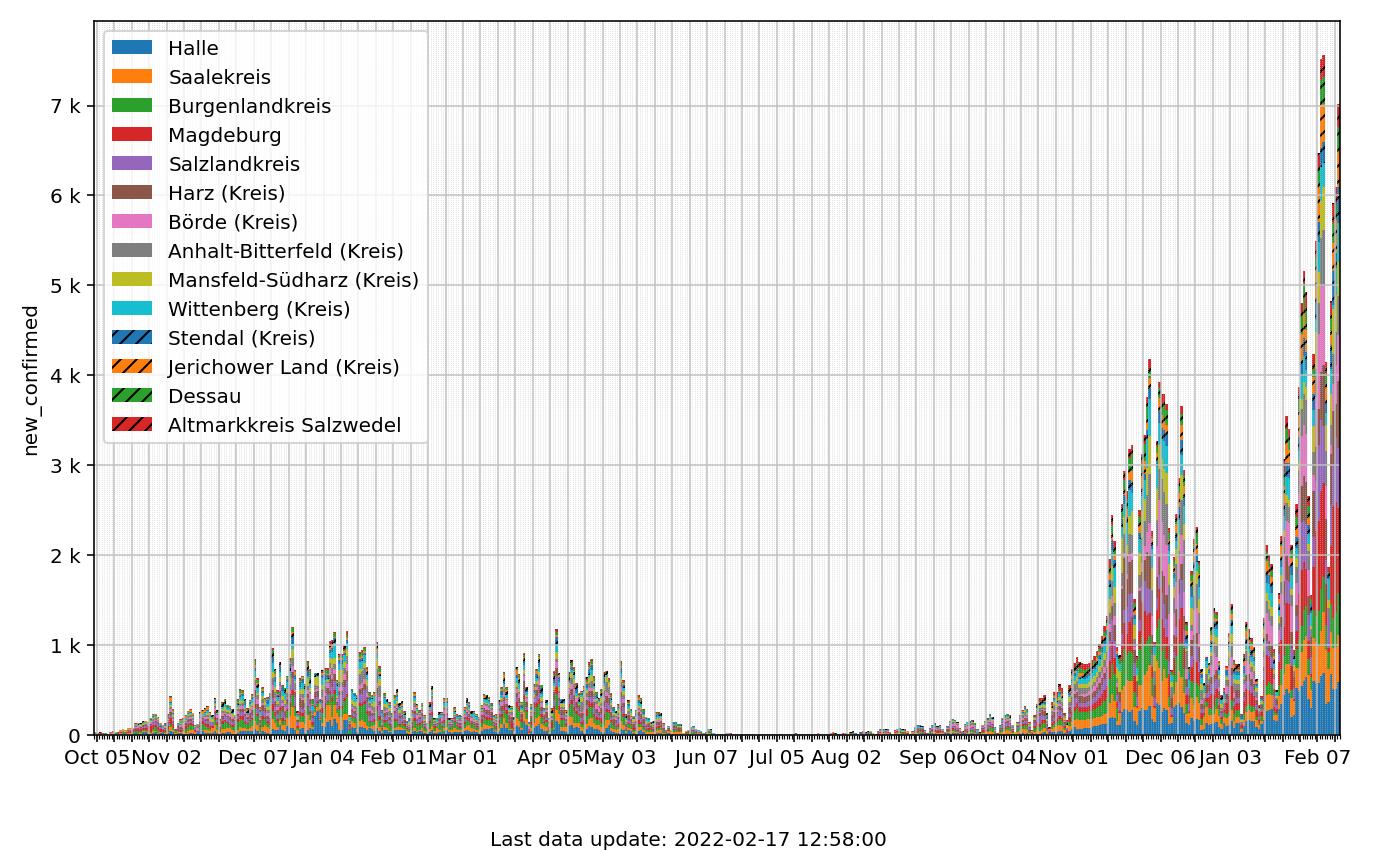 Halle
Saalekreis
Burgenlandkreis
Magdeburg
Salzlandkreis
Harz (Kreis)
Börde (Kreis)
Anhalt-Bitterfeld (Kreis)
Mansfeld-Südharz (Kreis)
Wittenberg (Kreis)
Stendal (Kreis)
Jerichower Land (Kreis)
Dessau
Altmarkkreis Salzwedel
new_confirmed
7 k
6 k
5 k
4 k
3 k
2 k
1 k
0
Oct 05 Nov 02 Dec 07 Jan 04 Feb 01 Mar 01 Apr 05 May 03 Jun 07 Jul 05 Aug 02 Sep 06 Oct 04 Nov 01 Dec 06 Jan 03 Feb 07
Last data update: 2022-02-17 12:58:00